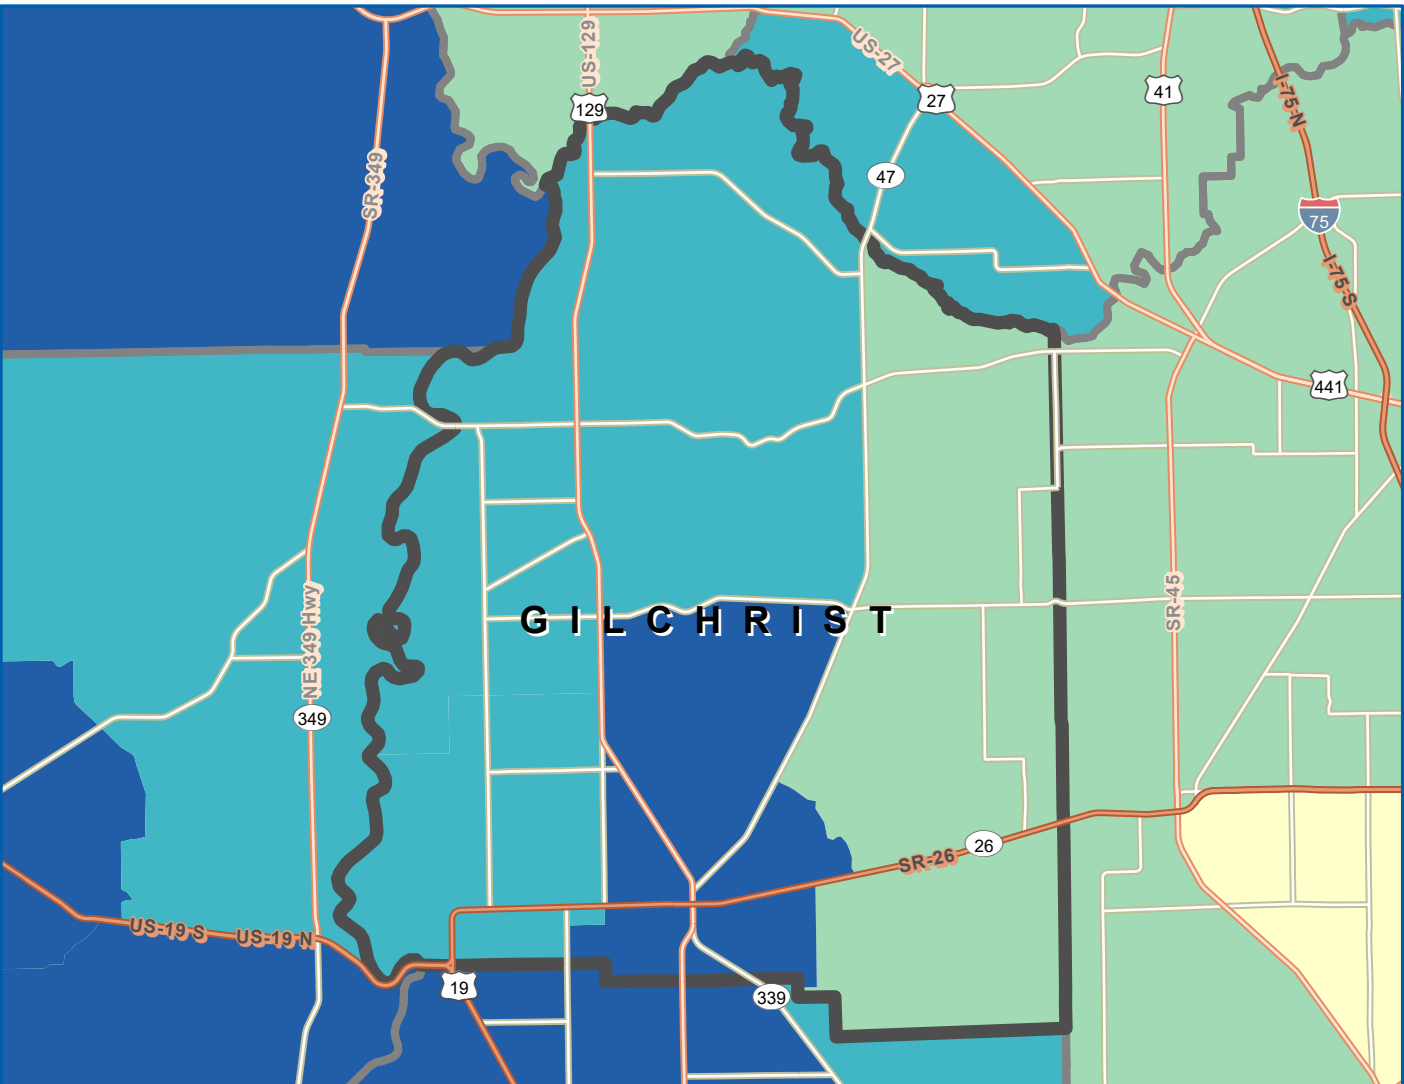 US-129
US-27
129
27
41
I-75-N
SR-349
47
75
I-75-S
441
NE 349 Hwy
GILCHRIST
SR-45
349
SR-26
26
US-19 S
US-19 N
19
339